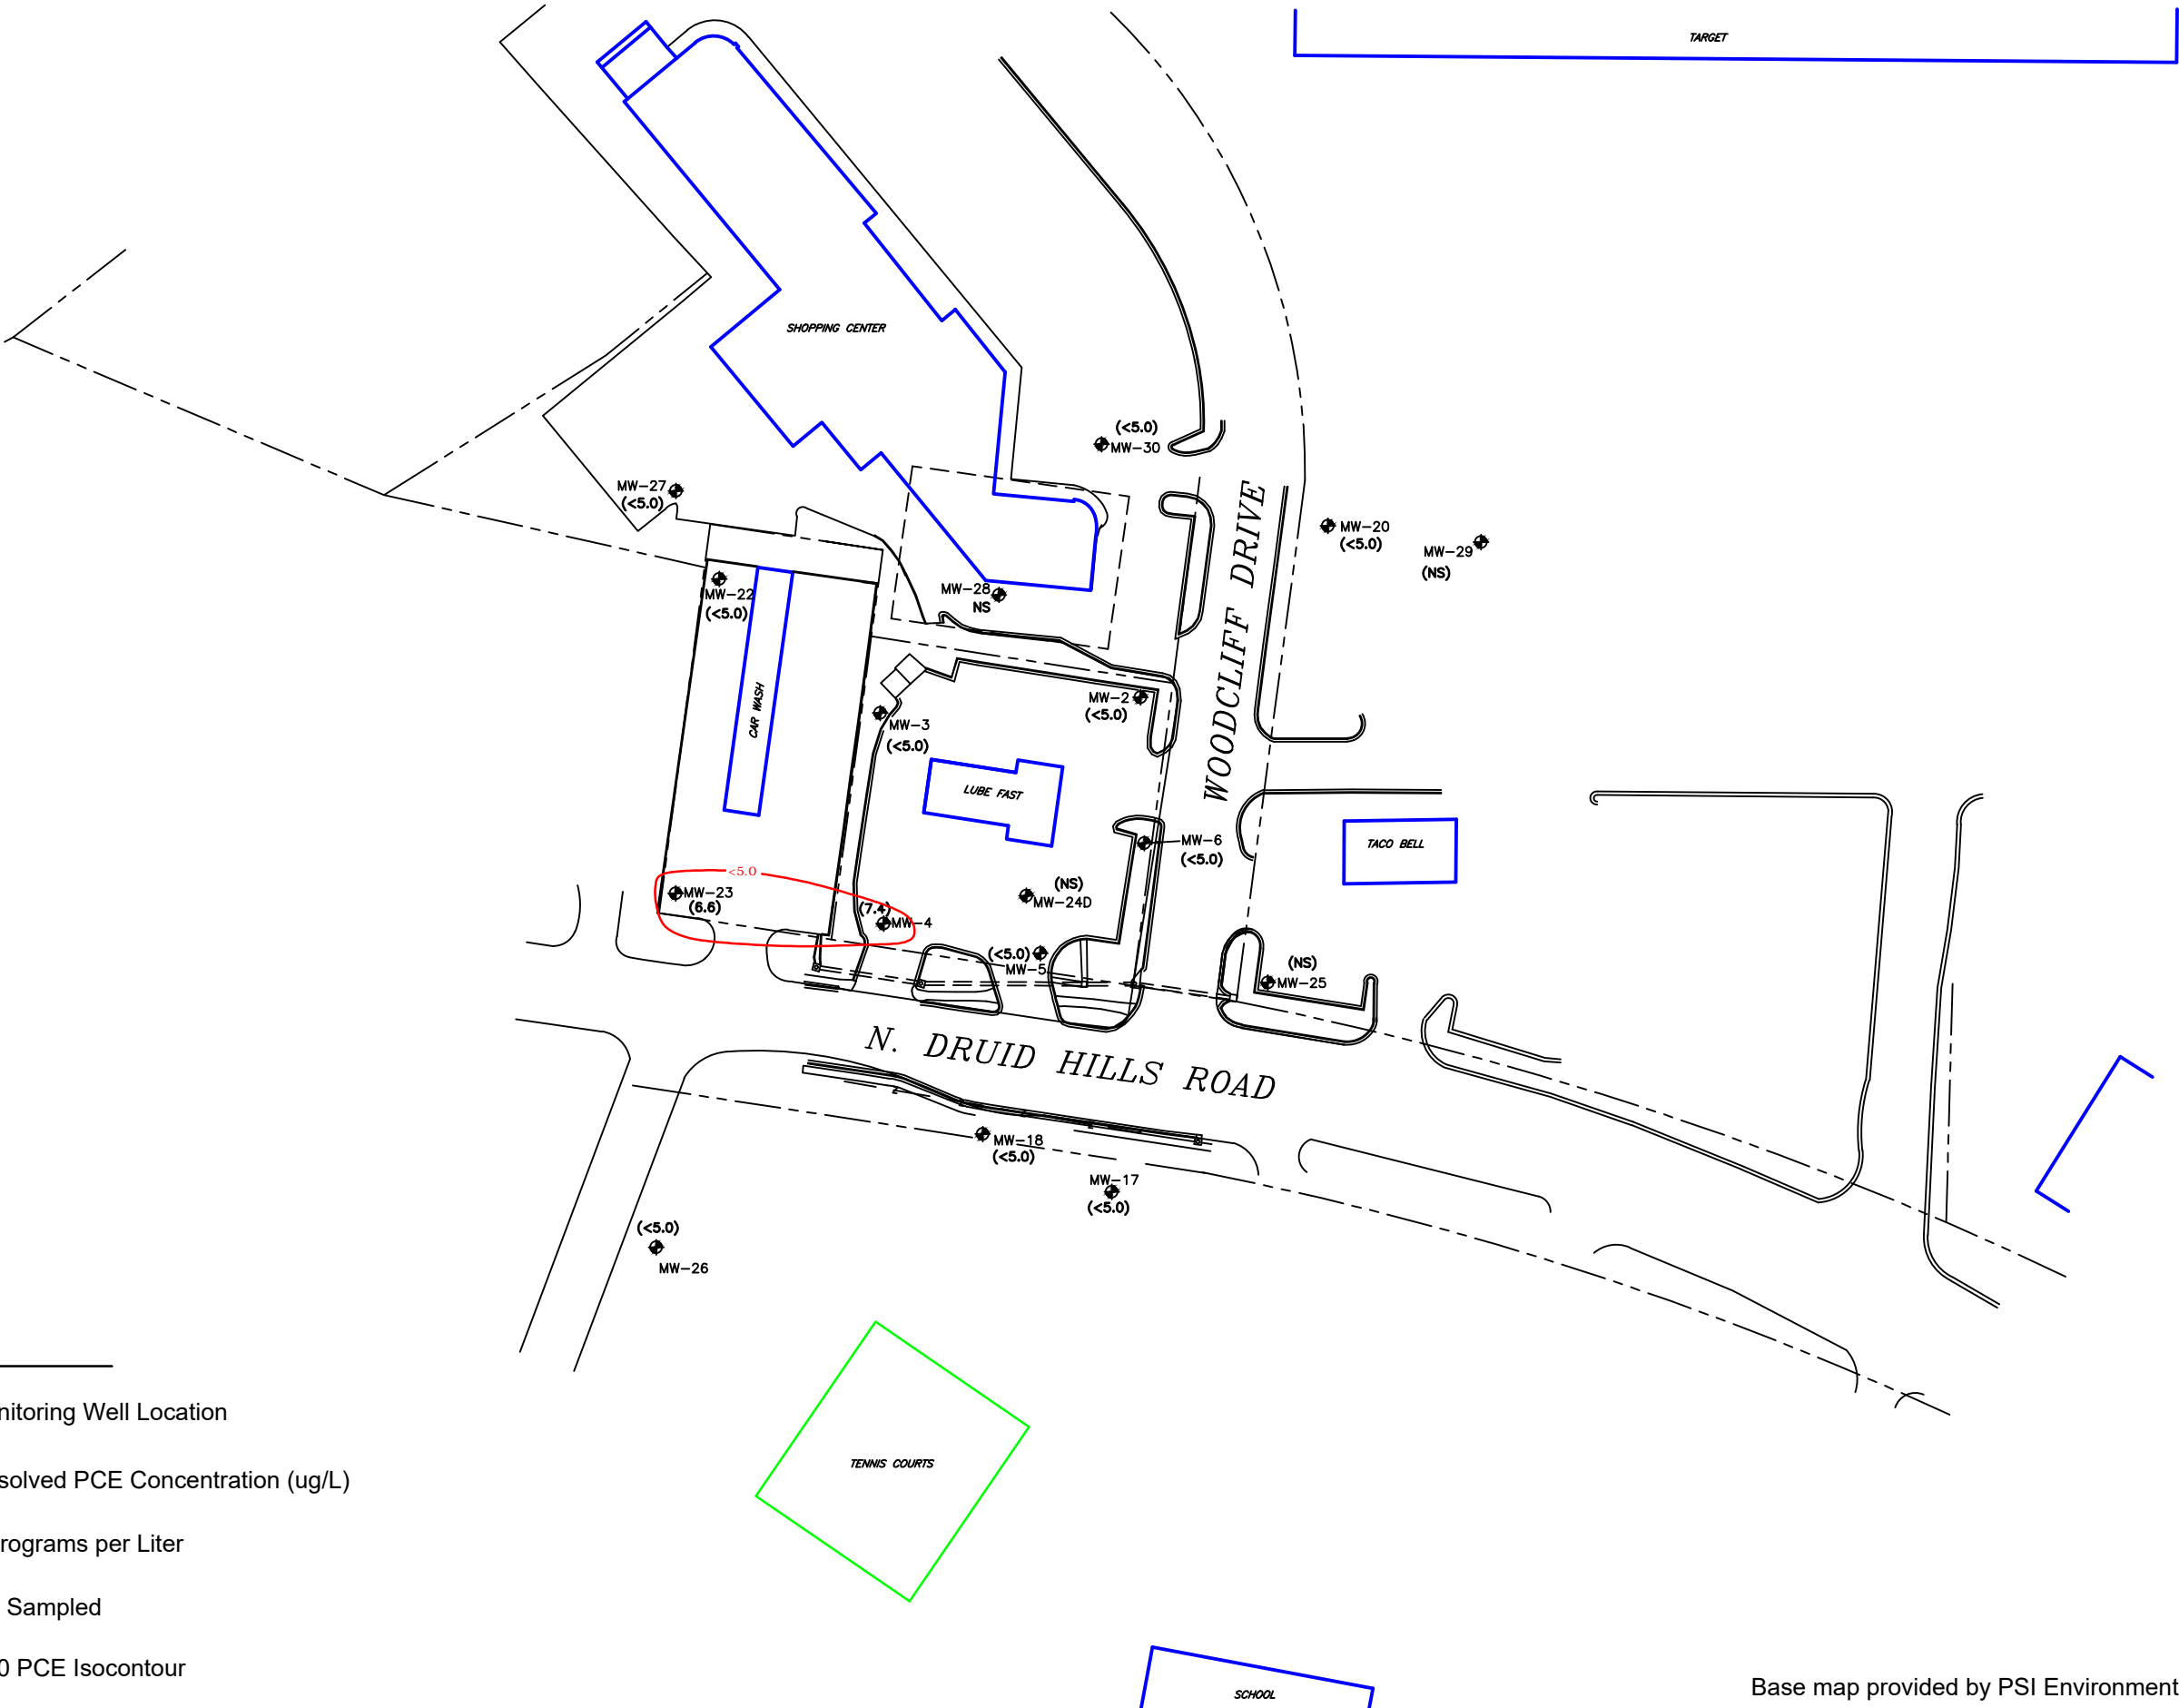 TARGET
SHOPPING CENTER
(<5.0)
MW-30
MW-27
(<5.0)
MW-20
(<5.0)
MW-29
(NS)
WOODCLIFF DRIVE
MW-28
NS
MW-22
(<5.0)
CAR WASH
MW-2
(<5.0)
MW-3
(<5.0)
LUBE FAST
MW-6
(<5.0)
TACO BELL
<5.0
MW-23
(6.6)
(7.4)
MW-4
(NS)
MW-24D
(<5.0)
MW-5
(NS)
MW-25
N. DRUID HILLS ROAD
MW-18
(<5.0)
MW-17
(<5.0)
(<5.0)
MW-26
nitoring Well Location
TENNIS COURTS
solved PCE Concentration (ug/L)
rograms per Liter
Sampled
0 PCE Isocontour
SCHOOL
Base map provided by PSI Environment